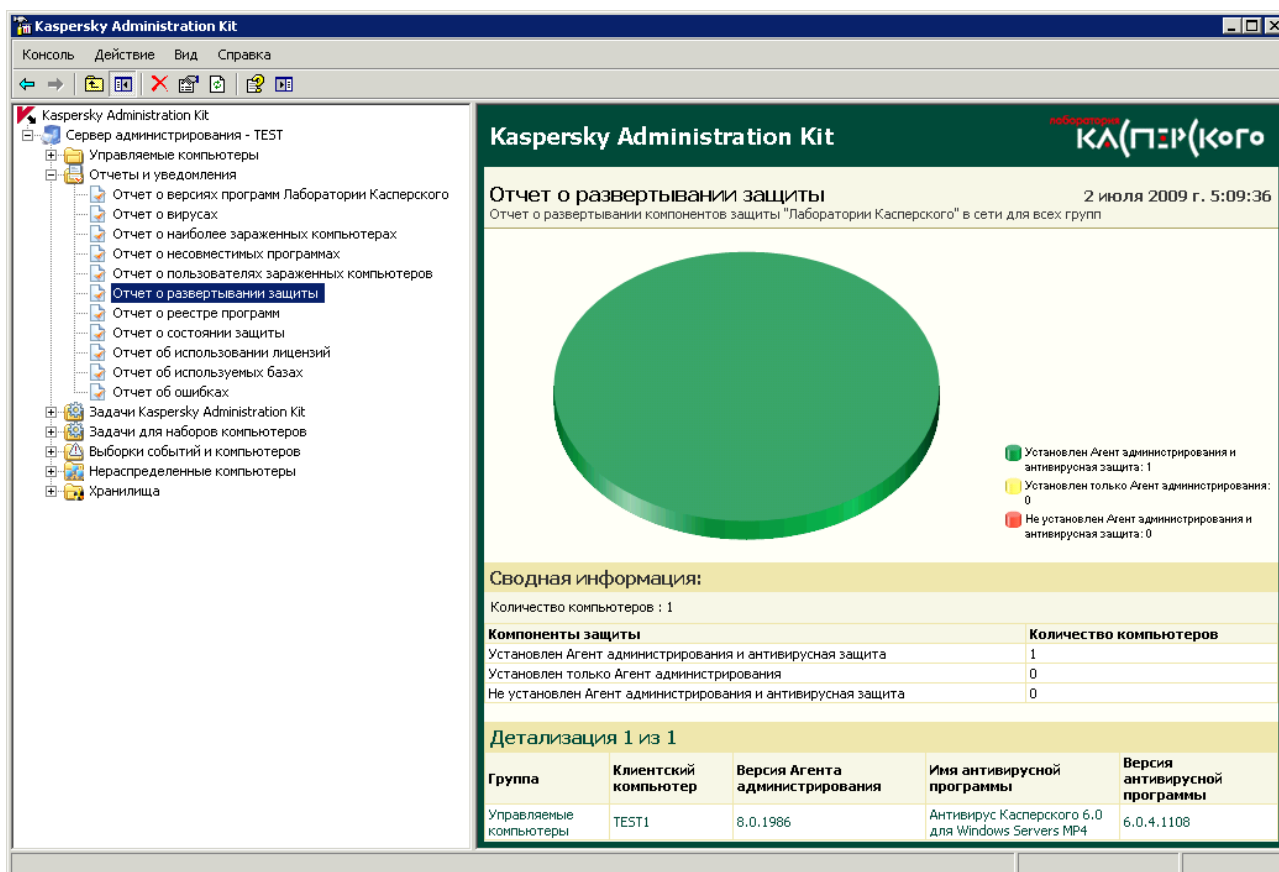 Kaspersky Administration Kit
Консоль Действие Вид Справка
Kaspersky Administration Kit
Сервер администрирования - TEST
Управляемые компьютеры
Отчеты и уведомления
Отчет о версиях программ Лаборатории Касперского
Отчет о вирусах
Отчет о наиболее зараженных компьютерах
Отчет о несовместимых программах
Отчет о пользователях зараженных компьютеров
Отчет о развертывании защиты
Отчет о реестре программ
Отчет о состоянии защиты
Отчет об использовании лицензий
Отчет об используемых базах
Отчет об ошибках
Задачи Kaspersky Administration Kit
Задачи для наборов компьютеров
Выборки событий и компьютеров
Нераспределенные компьютеры
Хранилища
Kaspersky Administration Kit
лаборатория
КАСПЕРСКОГО
Отчет о развертывании защиты
2 июля 2009 г. 5:09:36
Отчет о развертывании компонентов защиты "Лаборатории Касперского" в сети для всех групп
Установлен Агент администрирования и
антивирусная защита: 1
Установлен только Агент администрирования:
0
Не установлен Агент администрирования и
антивирусная защита: 0
Сводная информация:
Количество компьютеров : 1
Компоненты защиты Количество компьютеров
Установлен Агент администрирования и антивирусная защита 1
Установлен только Агент администрирования 0
Не установлен Агент администрирования и антивирусная защита 0
Детализация 1 из 1
Группа
Клиентский
компьютер
Версия Агента
администрирования
Имя антивирусной
программы
Версия
антивирусной
программы
Управляемые
компьютеры
TEST1
8.0.1986
Антивирус Касперского 6.0
для Windows Servers MP4
6.0.4.1108